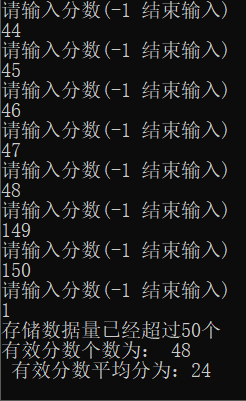 请输入分数(-1 结束输入)
44
请输入分数(-1 结束输入)
45
请输入分数(-1 结束输入)
46
请输入分数(-1 结束输入)
47
请输入分数(-1 结束输入)
48
请输入分数(-1 结束输入)
149
请输入分数(-1 结束输入)
150
请输入分数(-1 结束输入)
1
存储数据量已经超过50个
有效分数个数为： 48
有效分数平均分为：24